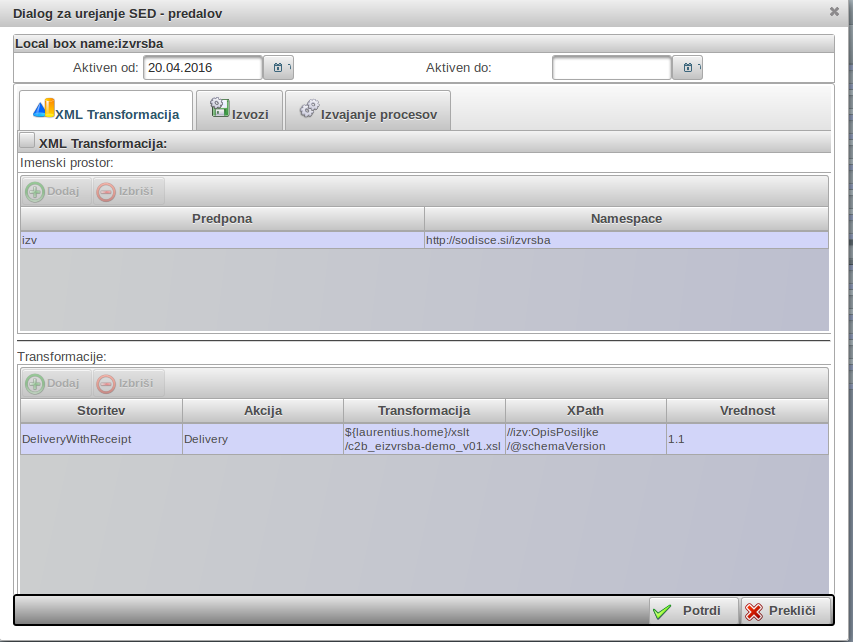 Dialog za urejanje SED - predalov
Local box name:izvrsba
Aktiven od: 20.04.2016 Aktiven do:
XML Transformacija Izvozi Izvajanje procesov
XML Transformacija:
Imenski prostor:
Dodaj Izbriši
Predpona Namespace
izv http://sodisce.si/izvrsba
Transformacije:
Dodaj Izbriši
Storitev Akcija Transformacija XPath Vrednost
DeliveryWithReceipt Delivery ${laurentius.home}/xslt
/c2b_eizvrsba-demo_v01.xsl //izv:OpisPosiljke
/@schemaVersion 1.1
Potrdi Prekliči